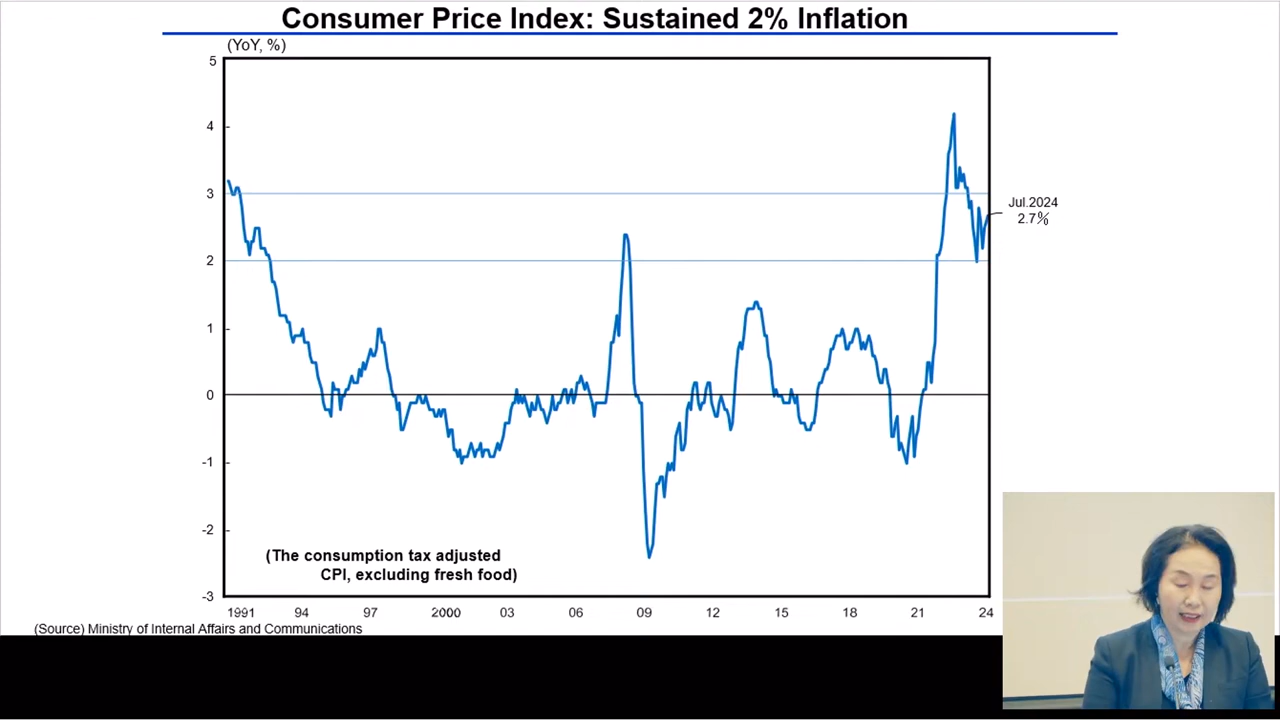 Consumer Price Index: Sustained 2% Inflation
(YoY, %)
5
4
3
2
1
0
-1
-2
-3
Jul.2024
2.7%
(The consumption tax adjusted
CPI, excluding fresh food)
1991 94 97 2000 03 06 09 12 15 18 21 24
(Source) Ministry of Internal Affairs and Communications